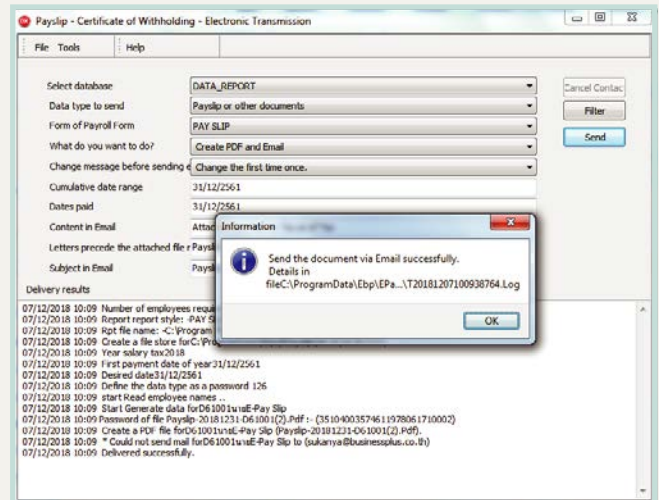 Payslip - Certificate of Withholding - Electronic Transmission
File Tools Help
Select database DATA_REPORT
Cancel Contac
Data type to send Payslip or other documents
Filter
Form of Payroll Form PAY SLIP
What do you want to do? Create PDF and Email
Send
Change message before sending e Change the first time once.
Cumulative date range 31/12/2561
Dates paid 31/12/2561
Content in Email Attac
Letters precede the attached file r Paysl
Subject in Email Paysl
Information
Send the document via Email successfully.
Details in
fileC:\ProgramData\Ebp\EPa...\T20181207100938764.Log
OK
Delivery results
07/12/2018 10:09 Number of employees requi
07/12/2018 10:09 Report report style: -PAY S
07/12/2018 10:09 Rpt file name: -C:\Program
07/12/2018 10:09 Create a file store forC:\Prog
07/12/2018 10:09 Year salary tax2018
07/12/2018 10:09 First payment date of year31/12/2561
07/12/2018 10:09 Desired date31/12/2561
07/12/2018 10:09 Define the data type as a password 126
07/12/2018 10:09 start Read employee names ..
07/12/2018 10:09 Start Generate data forD61001นายE-Pay Slip
07/12/2018 10:09 Password of file Payslip-20181231-D61001(2).Pdf :- (3510400357461197806171​0002)
07/12/2018 10:09 Create a PDF file forD61001นายE-Pay Slip (Payslip-20181231-D61001(2).Pdf).
07/12/2018 10:09 * Could not send mail forD61001นายE-Pay Slip to (sukanya@businessplus.co.th)
07/12/2018 10:09 Delivered successfully.